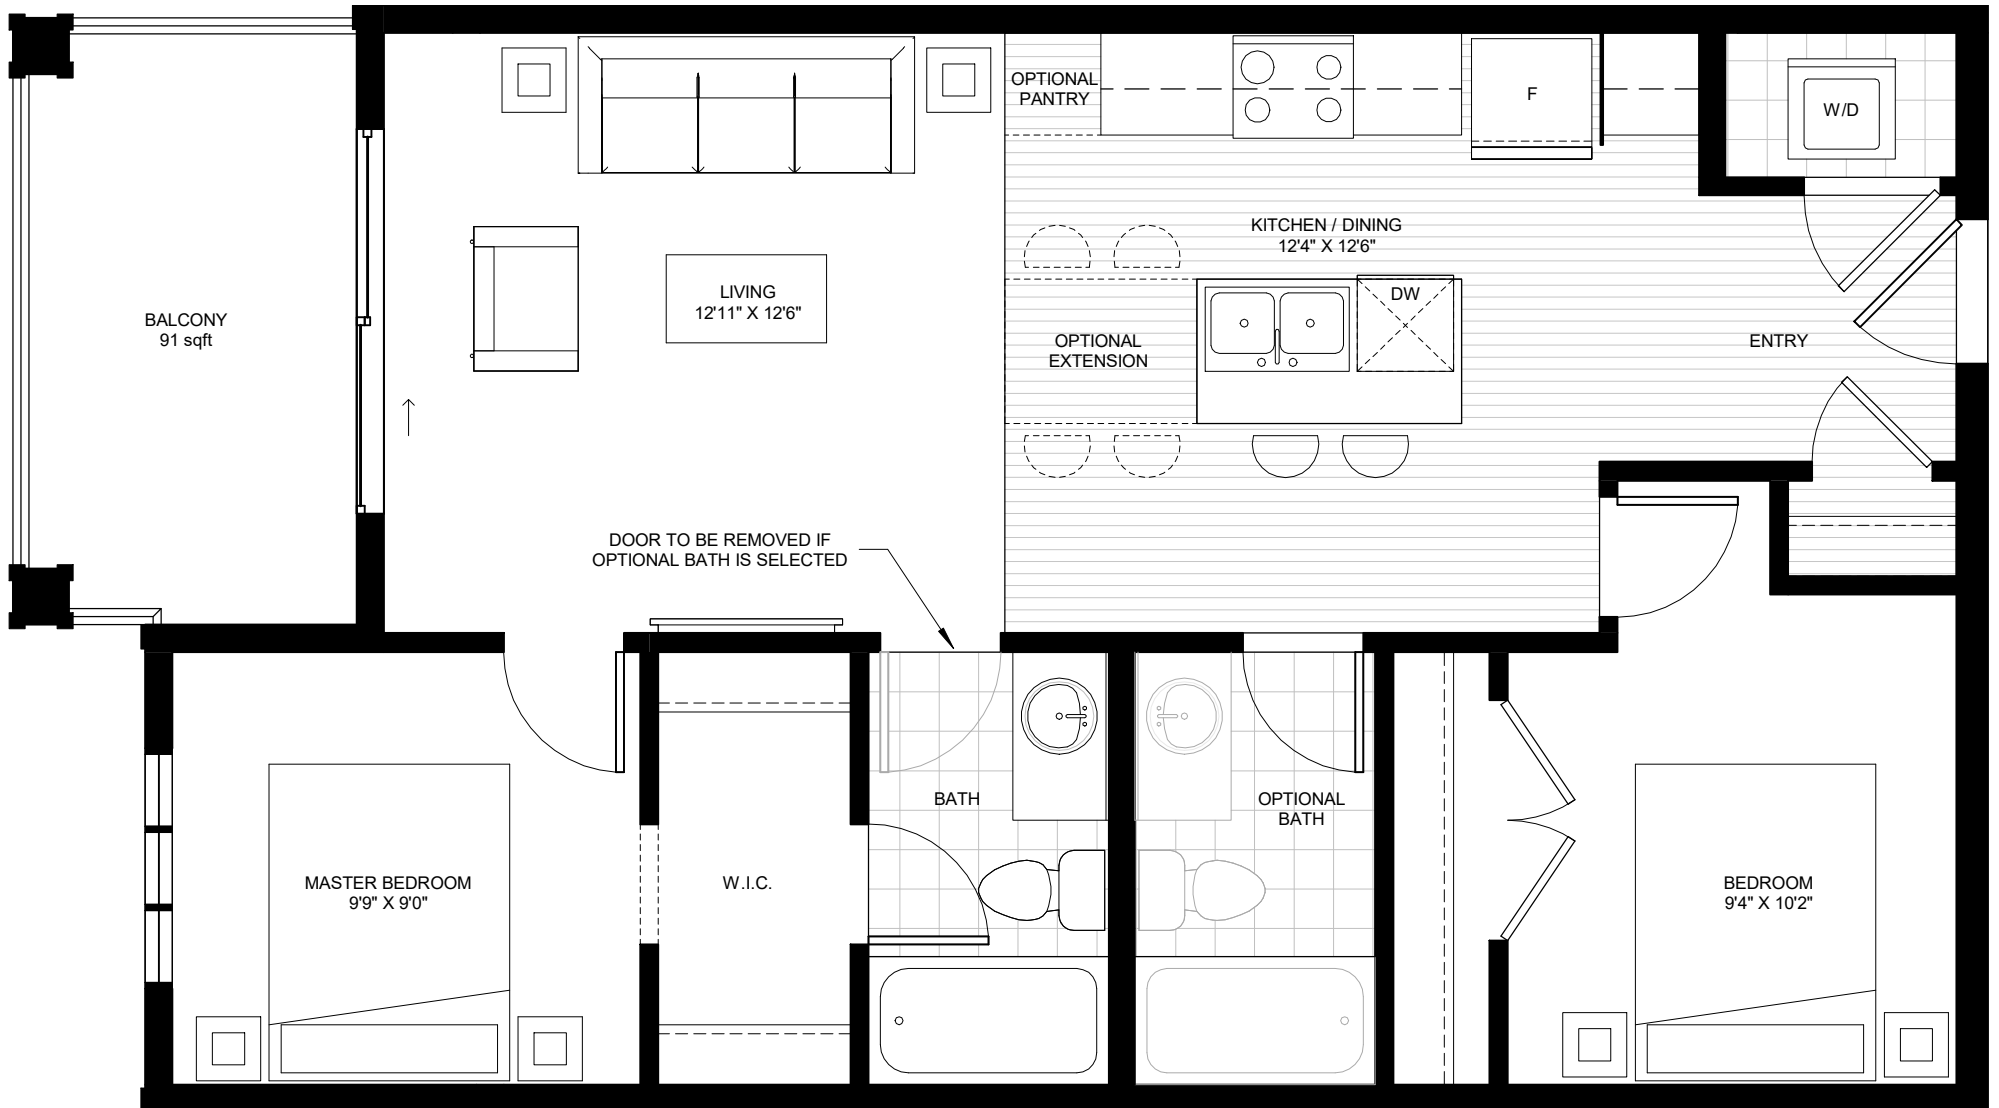 OPTIONAL
PANTRY
F
W/D
KITCHEN / DINING
12'4" X 12'6"
LIVING
12'11" X 12'6"
DW
BALCONY
91 sqft
OPTIONAL
EXTENSION
ENTRY
DOOR TO BE REMOVED IF
OPTIONAL BATH IS SELECTED
BATH
OPTIONAL
BATH
MASTER BEDROOM
9'9" X 9'0"
W.I.C.
BEDROOM
9'4" X 10'2"